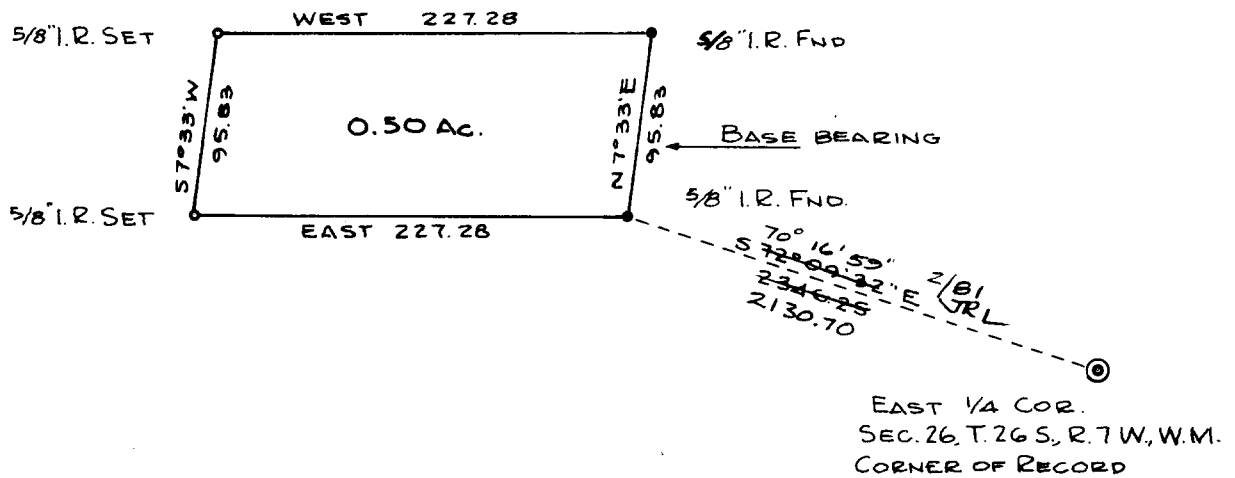 WEST 227.28
5/8" I.R. SET
5/8" I.R. FND
S 7° 33' W
95.83
0.50 AC.
N 7° 33' E
95.83
BASE BEARING
5/8" I.R. SET
5/8" I.R. FND.
EAST 227.28
70° 16' 59"
S 72° 09' 32" E
2346.25
2130.70
2/81
JRL
EAST 1/4 COR.
SEC. 26, T. 26 S., R. 7 W., W.M.
CORNER OF RECORD